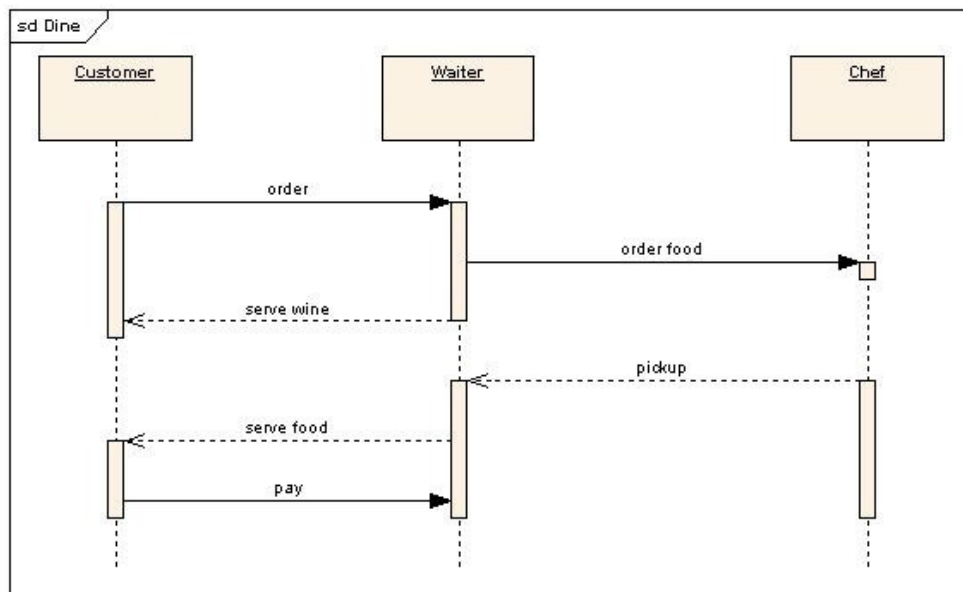 sd Dine
Customer
Waiter
Chef
order
order food
serve wine
pickup
serve food
pay